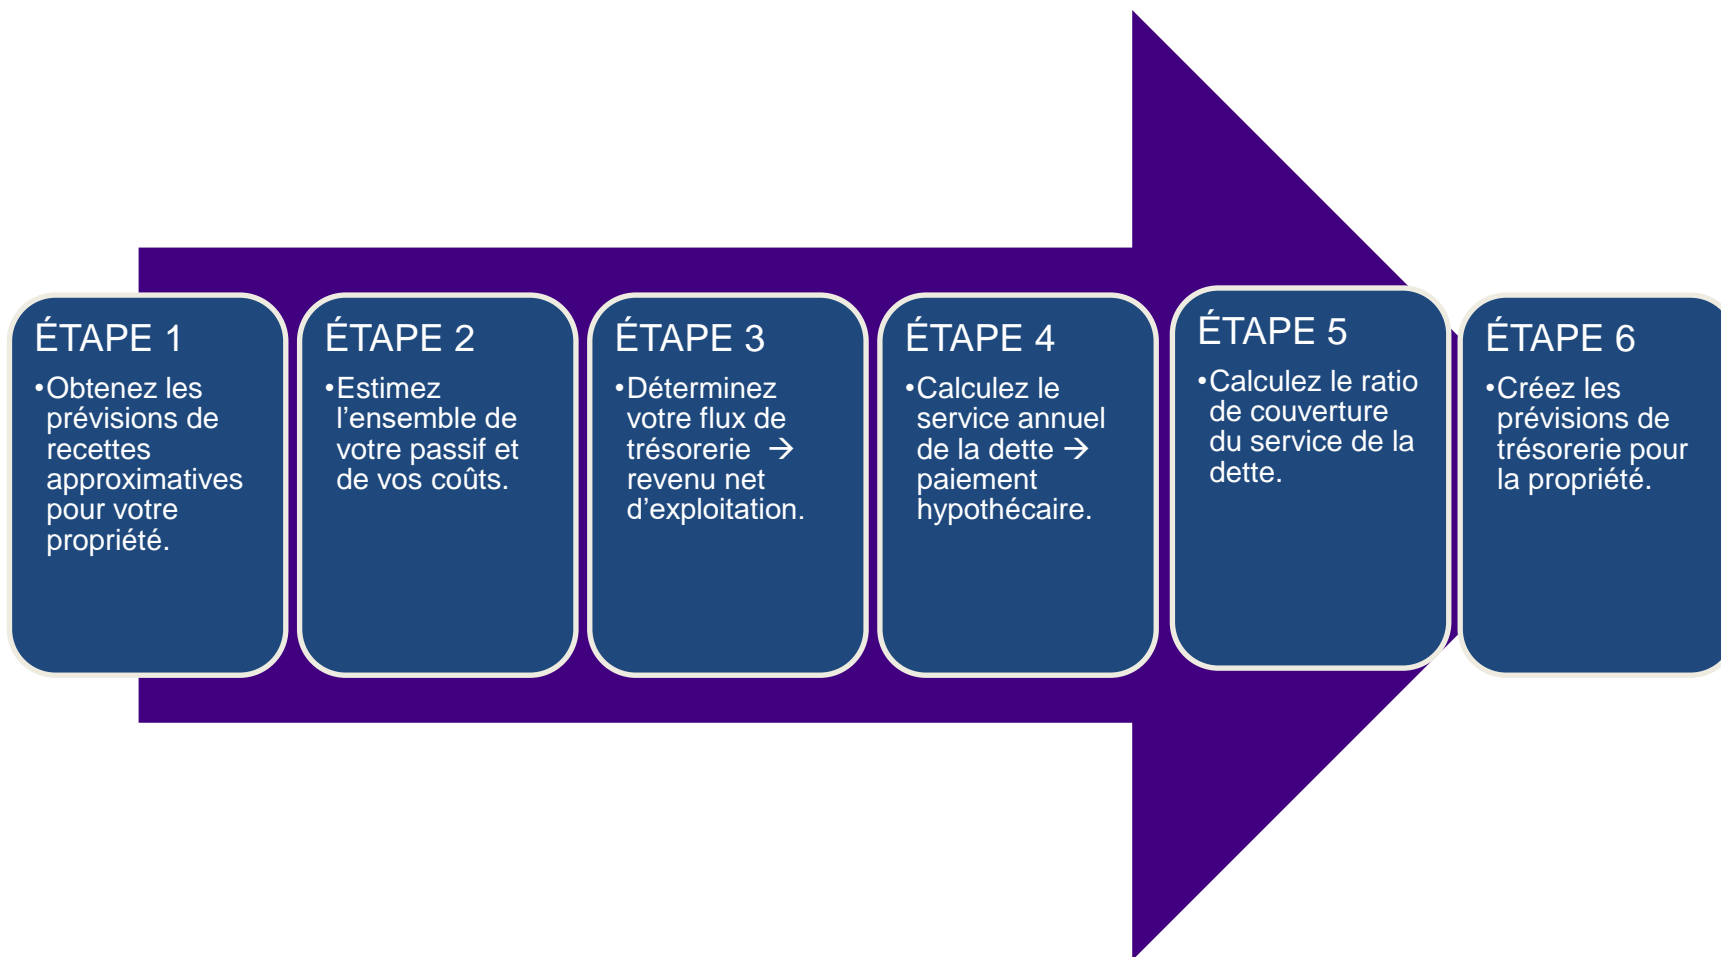 ÉTAPE 1
•Obtenez les
prévisions de
recettes
approximatives
pour votre
propriété.
ÉTAPE 2
•Estimez
l’ensemble de
votre passif et
de vos coûts.
ÉTAPE 3
•Déterminez
votre flux de
trésorerie →
revenu net
d’exploitation.
ÉTAPE 4
•Calculez le
service annuel
de la dette →
paiement
hypothécaire.
ÉTAPE 5
•Calculez le ratio
de couverture
du service de la
dette.
ÉTAPE 6
•Créez les
prévisions de
trésorerie pour
la propriété.